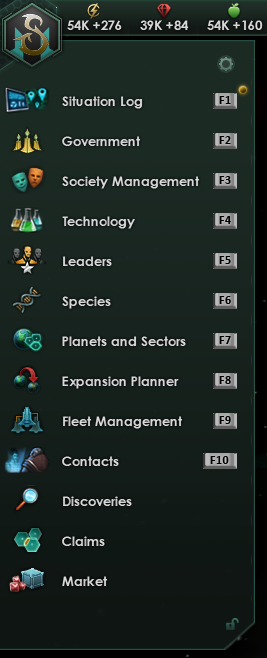 54K +276 39K +84 54K +160
Situation Log F1
Government F2
Society Management F3
Technology F4
Leaders F5
Species F6
Planets and Sectors F7
Expansion Planner F8
Fleet Management F9
Contacts F10
Discoveries
Claims
Market